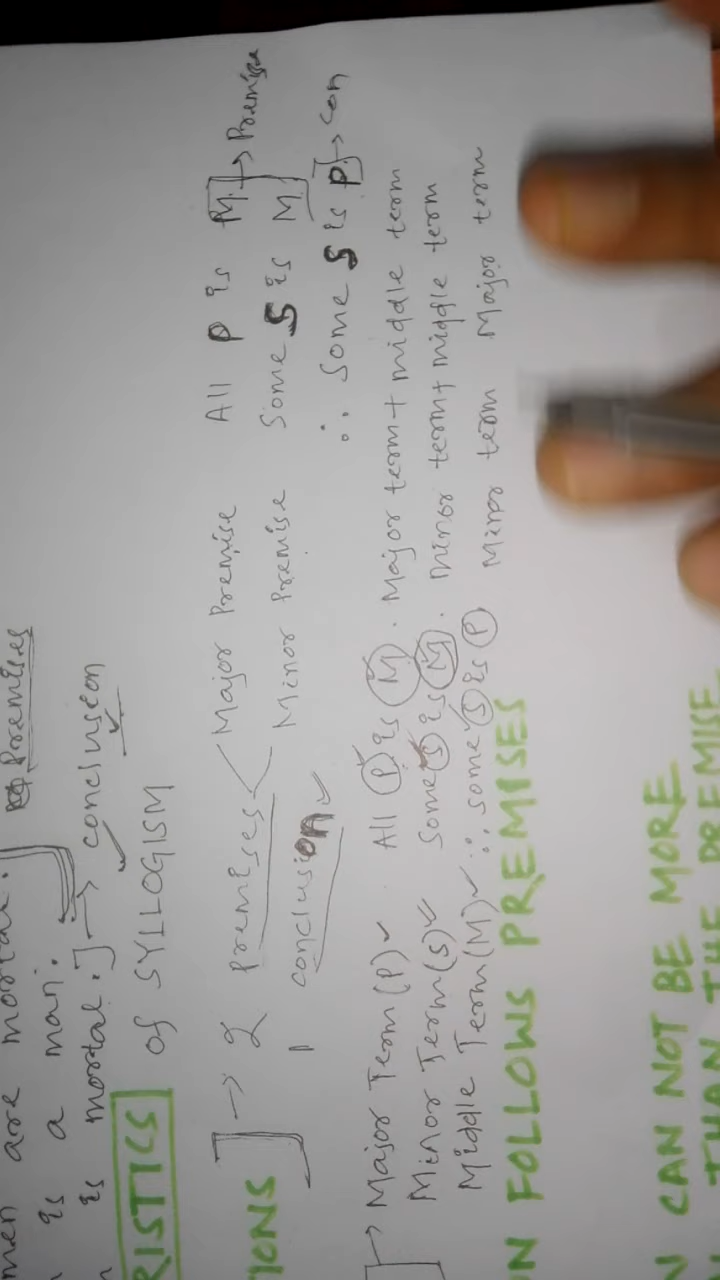 men are mortal. Premises
is a man.
is mortal. → conclusion
RISTICS of SYLLOGISM
IONS → 2 premises Major Premise All P is M → Premise
Minor Premise Some S is M
1 conclusion ∴ Some S is P → Con
→ Major Term (P) All P is M. Major term + middle term
Minor Term (S) Some S is M. Minor term + middle term
Middle Term (M) ∴ some S is P Minor term Major term
N FOLLOWS PREMISES
N CAN NOT BE MORE
THAN THE PREMISE